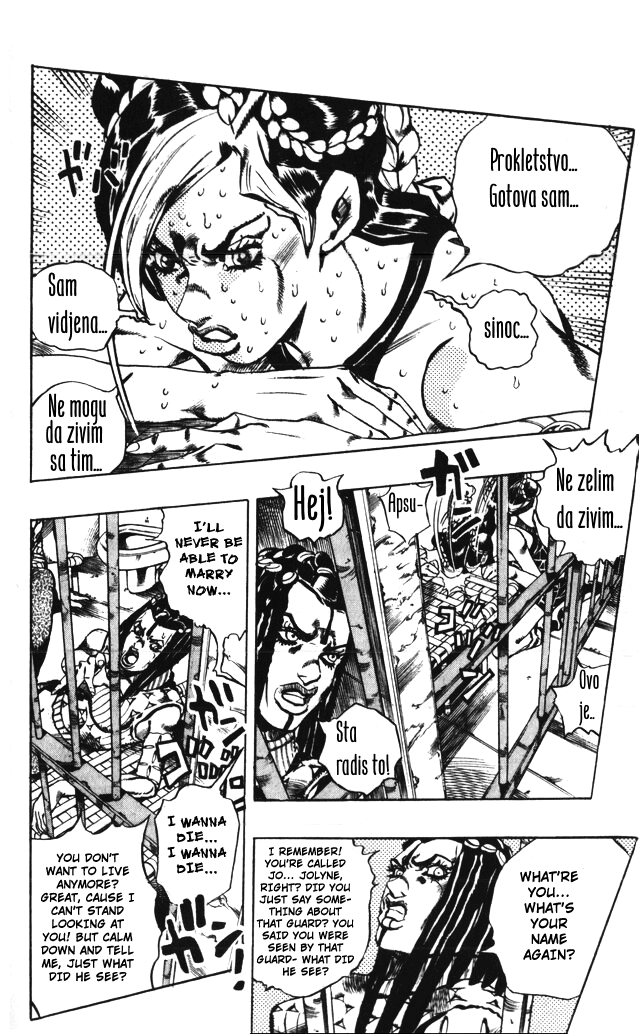 Prokletstvo...
Gotova sam...
sinoc...
Sam
vidjena...
Ne mogu
da zivim
sa tim...
ガ
ガ
Ne zelim
da zivim..
Apsu-
Ovo
je..
Hej!
Sta
radis to!
I'LL
NEVER BE
ABLE TO
MARRY
NOW...
I WANNA
DIE...
I WANNA
DIE...
YOU DON'T
WANT TO LIVE
ANYMORE?
GREAT, CAUSE I
CAN'T STAND
LOOKING AT
YOU! BUT CALM
DOWN AND TELL
ME, JUST WHAT
DID HE SEE?
WHAT'RE
YOU...
WHAT'S
YOUR
NAME
AGAIN?
I REMEMBER!
YOU'RE CALLED
JO... JOLYNE,
RIGHT? DID YOU
JUST SAY SOME-
THING ABOUT
THAT GUARD? YOU
SAID YOU WERE
SEEN BY THAT
GUARD- WHAT DID
HE SEE?